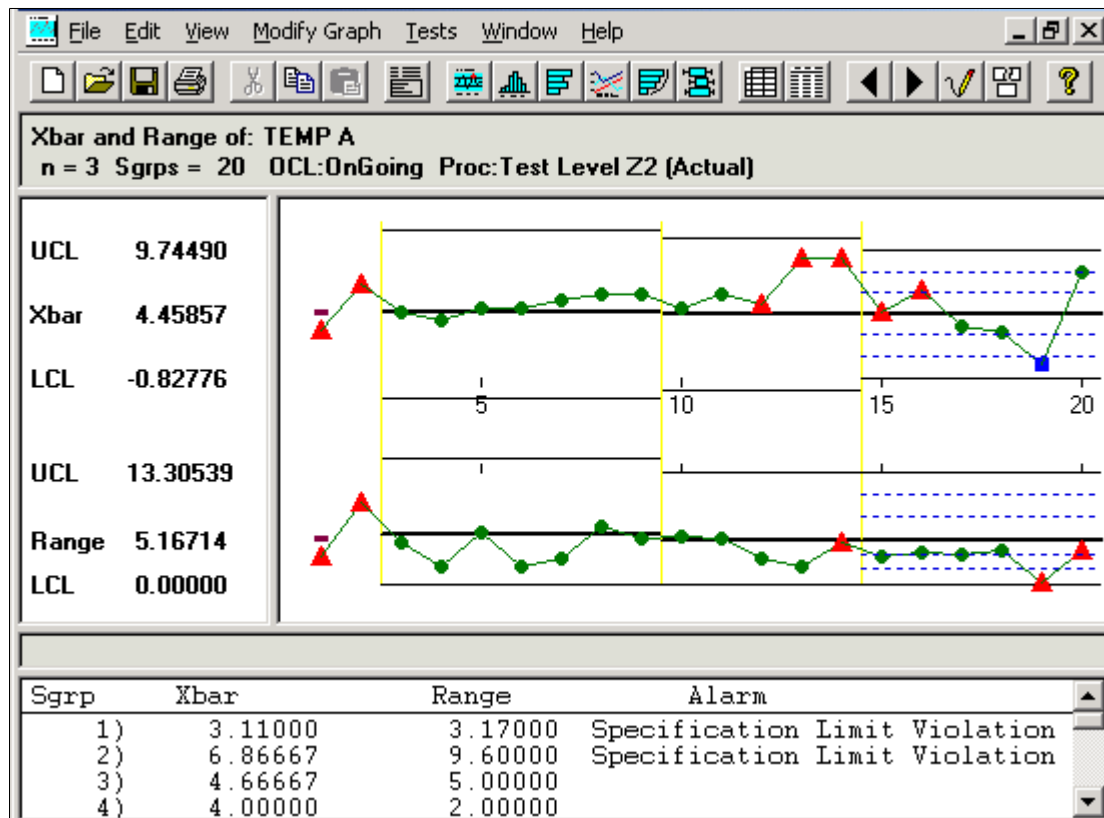 File Edit View Modify Graph Tests Window Help
Xbar and Range of: TEMP A
n = 3 Sgrps = 20 OCL:OnGoing Proc:Test Level Z2 (Actual)
UCL 9.74490
Xbar 4.45857
LCL -0.82776
5 10 15 20
UCL 13.30539
Range 5.16714
LCL 0.00000
Sgrp Xbar Range Alarm
1) 3.11000 3.17000 Specification Limit Violation
2) 6.86667 9.60000 Specification Limit Violation
3) 4.66667 5.00000
4) 4.00000 2.00000